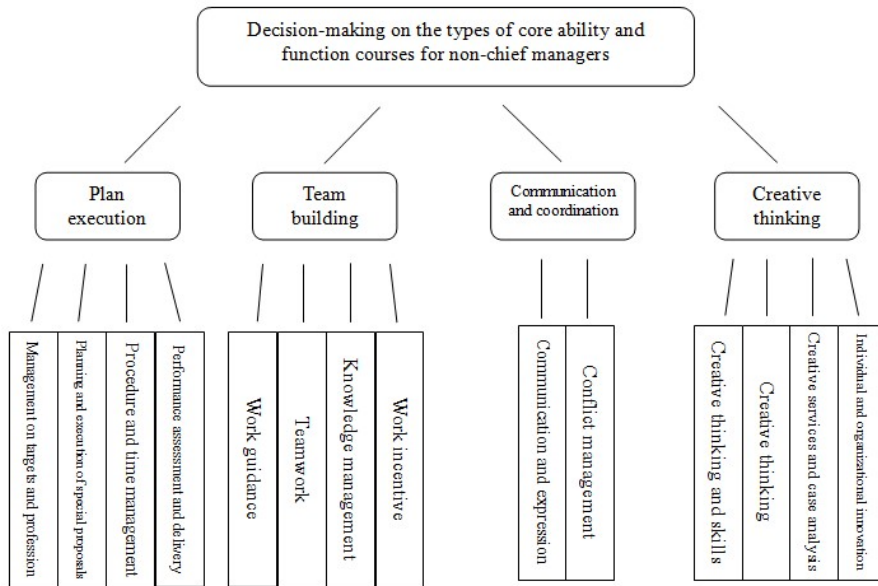 Decision-making on the types of core ability and
function courses for non-chief managers
Plan
execution
Team
building
Communication
and coordination
Creative
thinking
Management on targets and profession
Planning and execution of special proposals
Procedure and time management
Performance assessment and delivery
Work guidance
Teamwork
Knowledge management
Work incentive
Communication and expression
Conflict management
Creative thinking and skills
Creative thinking
Creative services and case analysis
Individual and organizational innovation